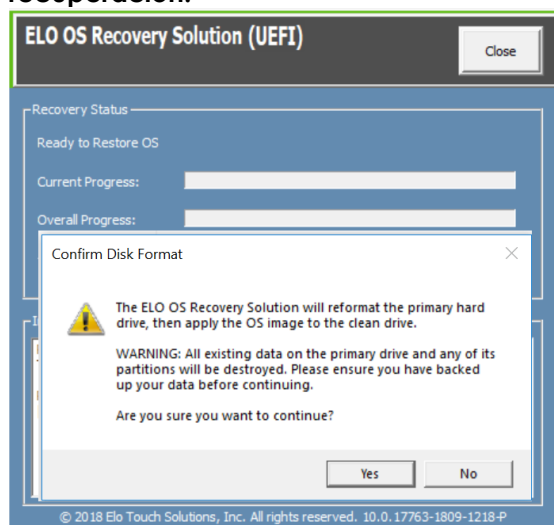 ELO OS Recovery Solution (UEFI)
Close
Recovery Status
Ready to Restore OS
Current Progress:
Overall Progress:
Confirm Disk Format
The ELO OS Recovery Solution will reformat the primary hard
drive, then apply the OS image to the clean drive.
WARNING: All existing data on the primary drive and any of its
partitions will be destroyed. Please ensure you have backed
up your data before continuing.
Are you sure you want to continue?
Yes
No
© 2018 Elo Touch Solutions, Inc. All rights reserved. 10.0.17763-1809-1218-P